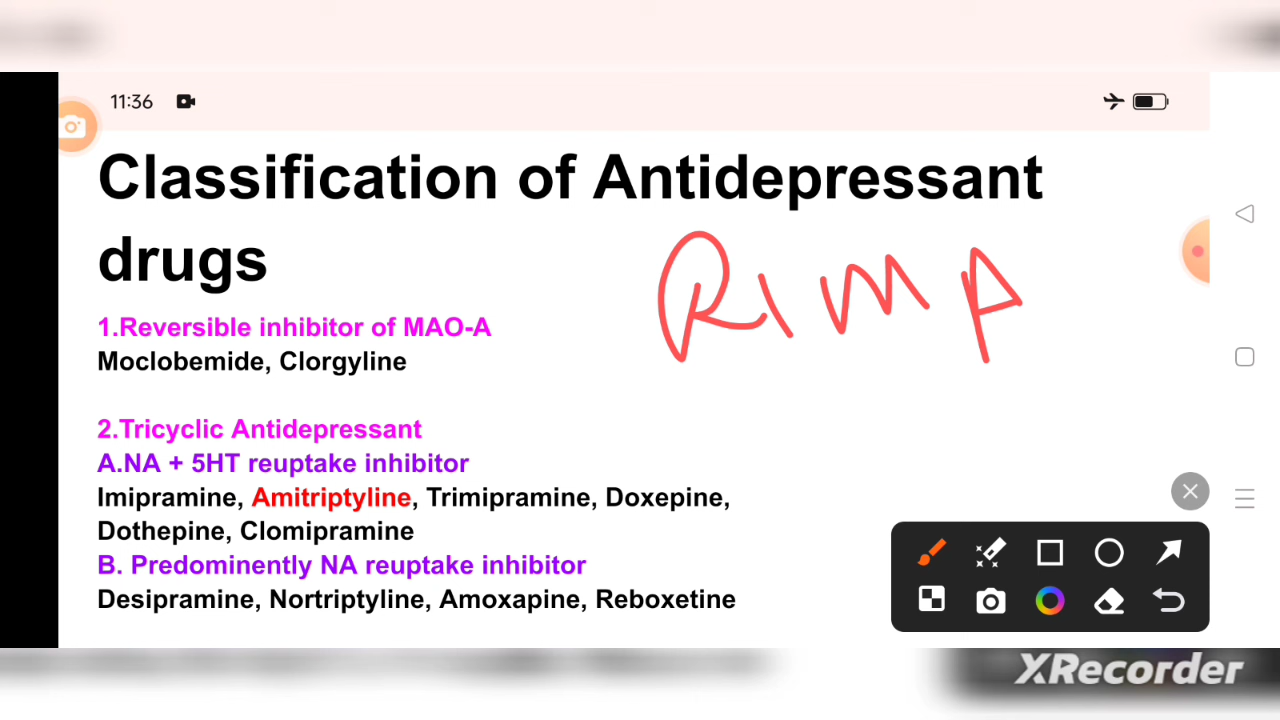 11:36
Classification of Antidepressant
drugs
RIMA
1.Reversible inhibitor of MAO-A
Moclobemide, Clorgyline
2.Tricyclic Antidepressant
A.NA + 5HT reuptake inhibitor
Imipramine, Amitriptyline, Trimipramine, Doxepine,
Dothepine, Clomipramine
B. Predominently NA reuptake inhibitor
Desipramine, Nortriptyline, Amoxapine, Reboxetine
XRecorder